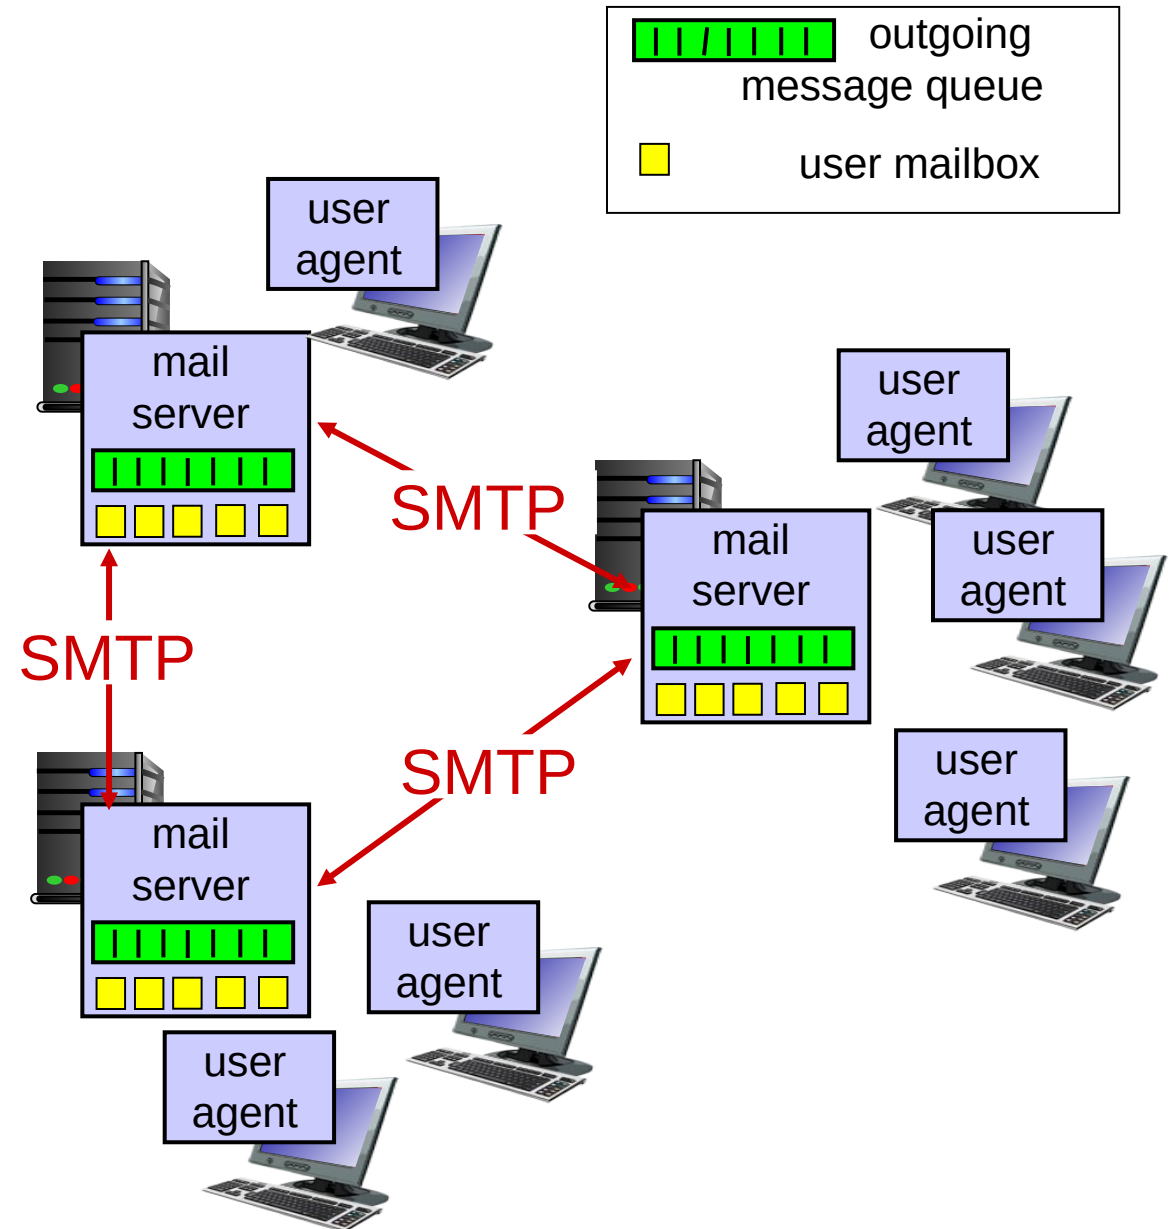 outgoing
message queue
user mailbox
user
agent
mail
server
SMTP
user
agent
mail
server
user
agent
SMTP
SMTP
user
agent
mail
server
user
agent
user
agent